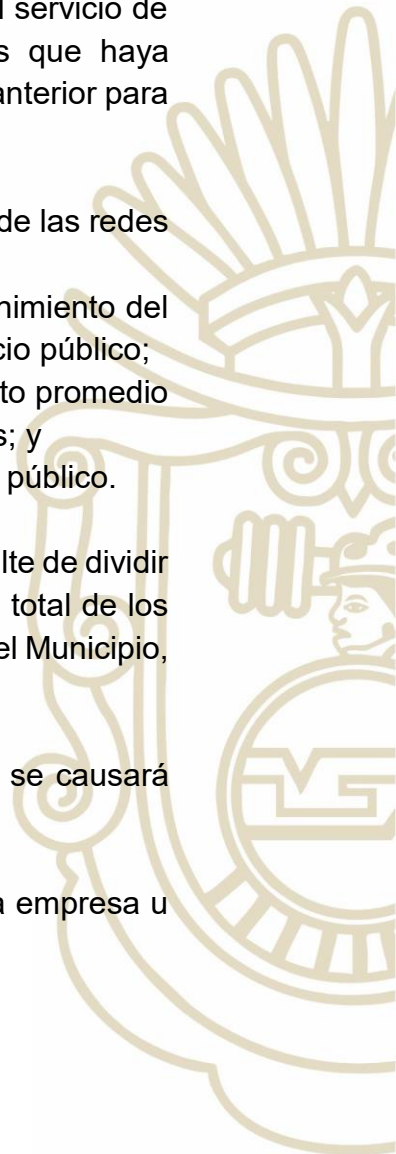 servicio de
s que haya
anterior para
de las redes
nimiento del
cio público;
to promedio
s; y
público.
lte de dividir
total de los
el Municipio,
se causará
a empresa u